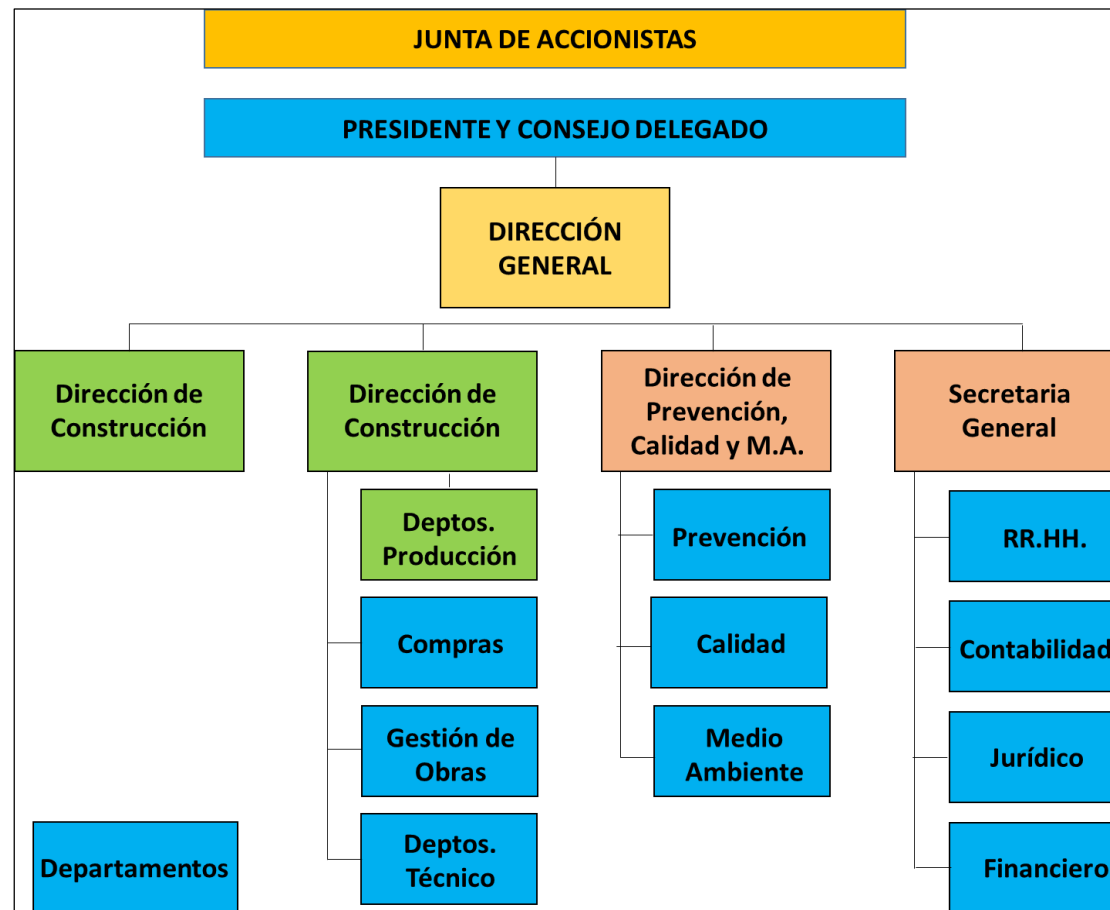 JUNTA DE ACCIONISTAS
PRESIDENTE Y CONSEJO DELEGADO
DIRECCIÓN
GENERAL
Dirección de
Construcción
Dirección de
Construcción
Dirección de
Prevención,
Calidad y M.A.
Secretaria
General
Deptos.
Producción
Compras
Gestión de
Obras
Deptos.
Técnico
Prevención
Calidad
Medio
Ambiente
RR.HH.
Contabilidad
Jurídico
Financiero
Departamentos